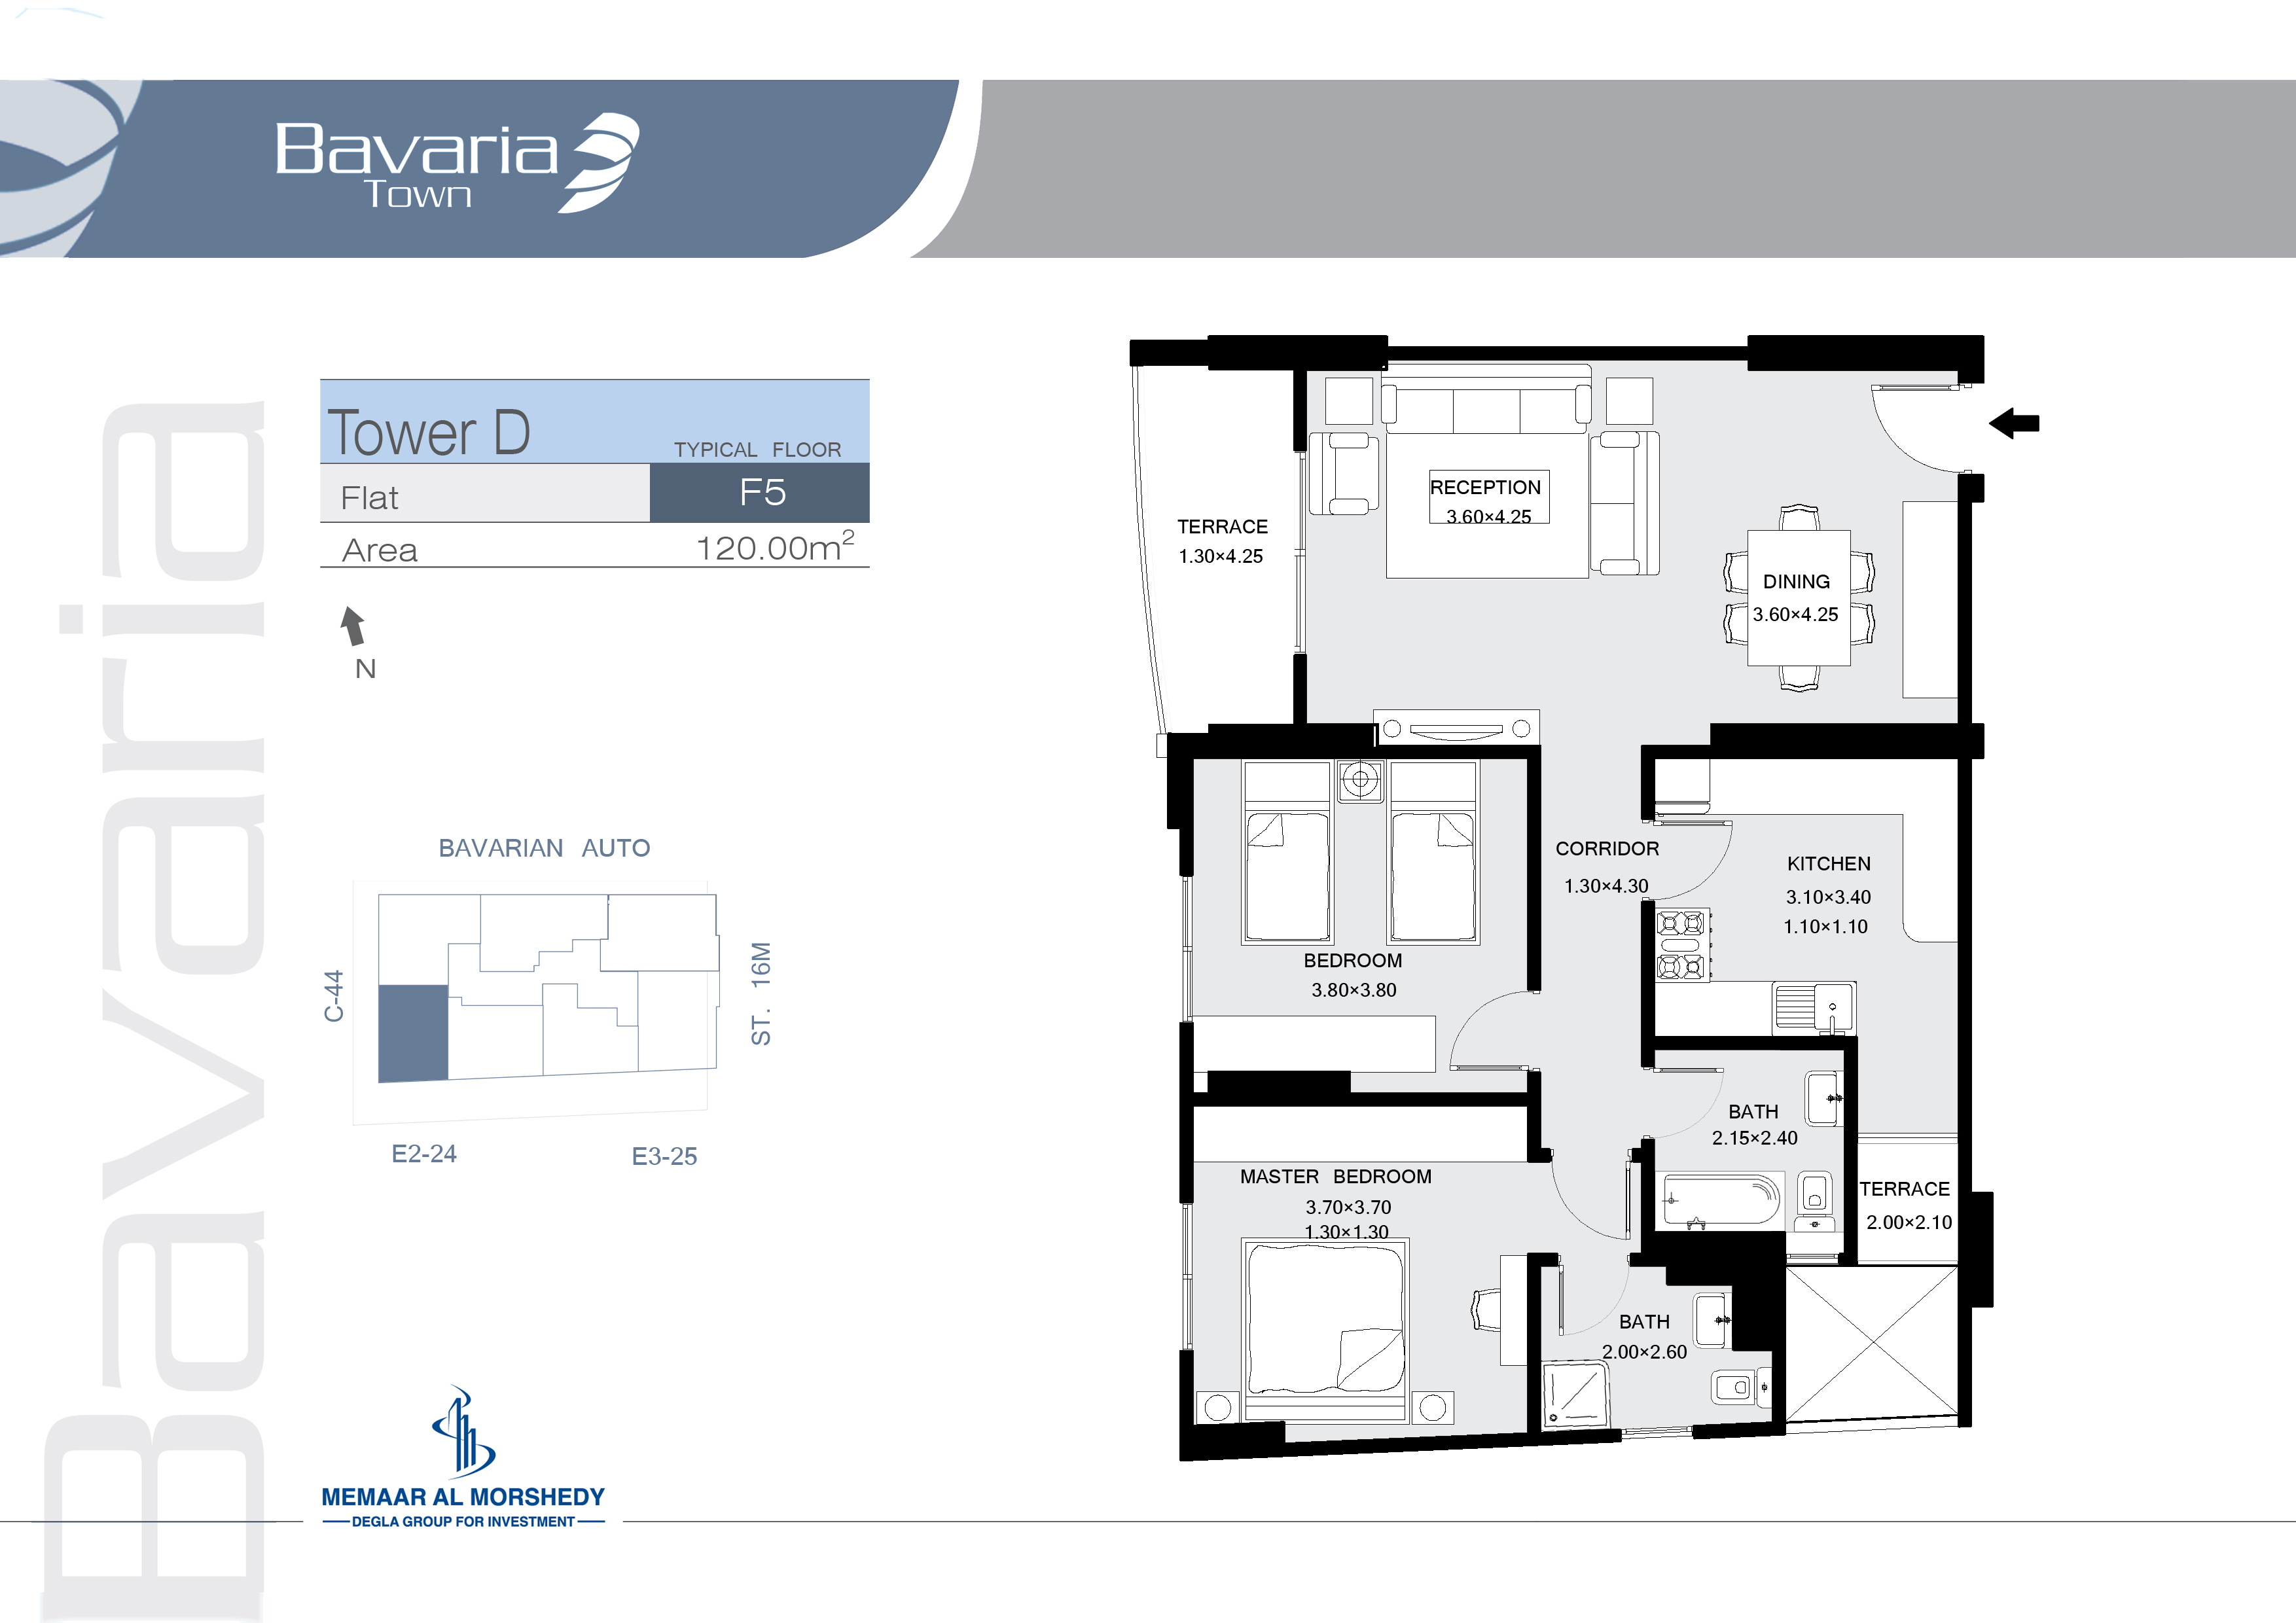 Bavaria
Town
Tower D
TYPICAL FLOOR
Flat
F5
Area
120.00m²
N
BAVARIAN AUTO
C-44
ST. 16M
E2-24
E3-25
MEMAAR AL MORSHEDY
DEGLA GROUP FOR INVESTMENT
Bavaria
TERRACE
1.30×4.25
RECEPTION
3.60×4.25
DINING
3.60×4.25
CORRIDOR
1.30×4.30
KITCHEN
3.10×3.40
1.10×1.10
BEDROOM
3.80×3.80
BATH
2.15×2.40
MASTER BEDROOM
3.70×3.70
1.30×1.30
TERRACE
2.00×2.10
BATH
2.00×2.60